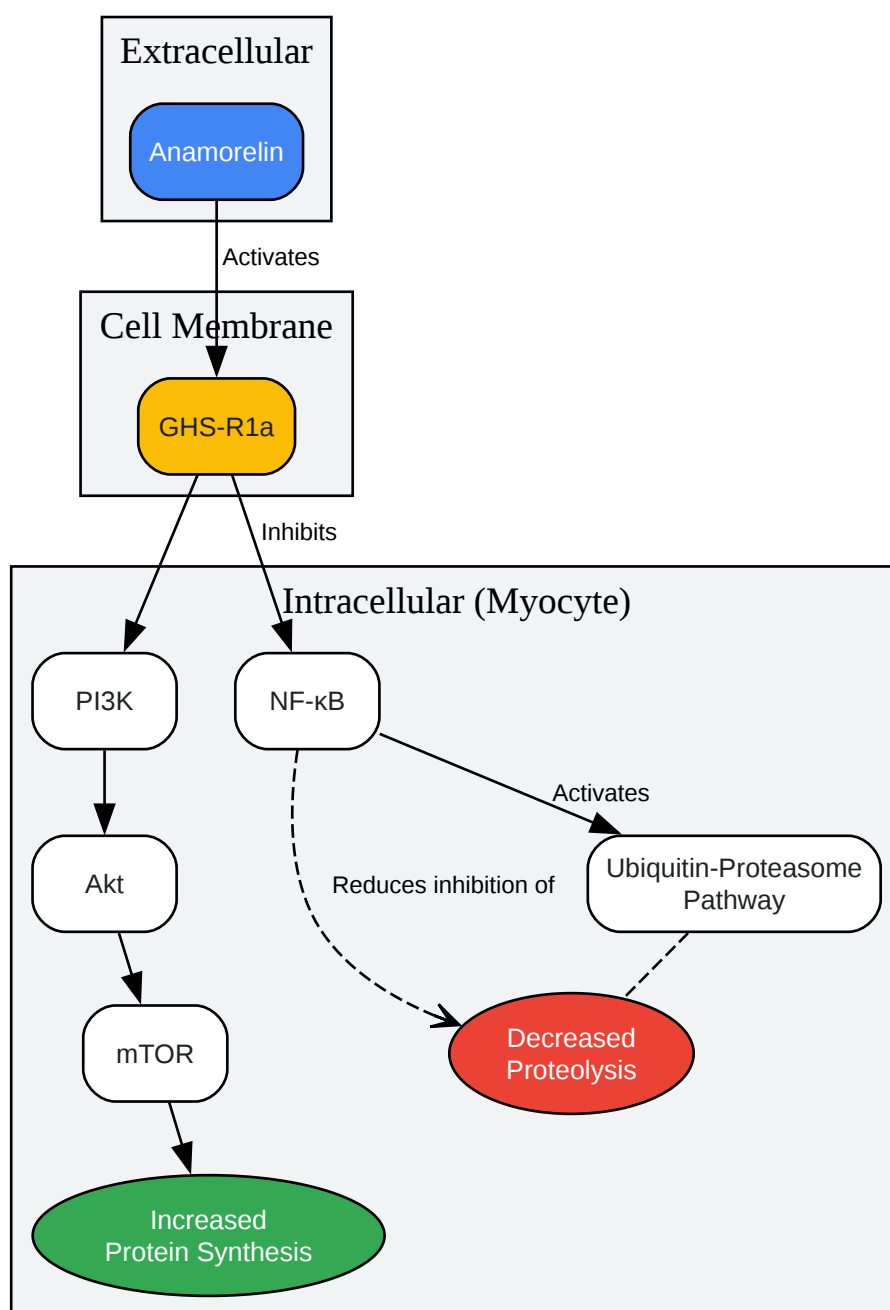 Extracellular
Anamorelin
Activates
Cell Membrane
GHS-R1a
Inhibits
Intracellular (Myocyte)
PI3K
NF-κB
Activates
Akt
Reduces inhibition of
Ubiquitin-Proteasome
Pathway
mTOR
Decreased
Proteolysis
Increased
Protein Synthesis